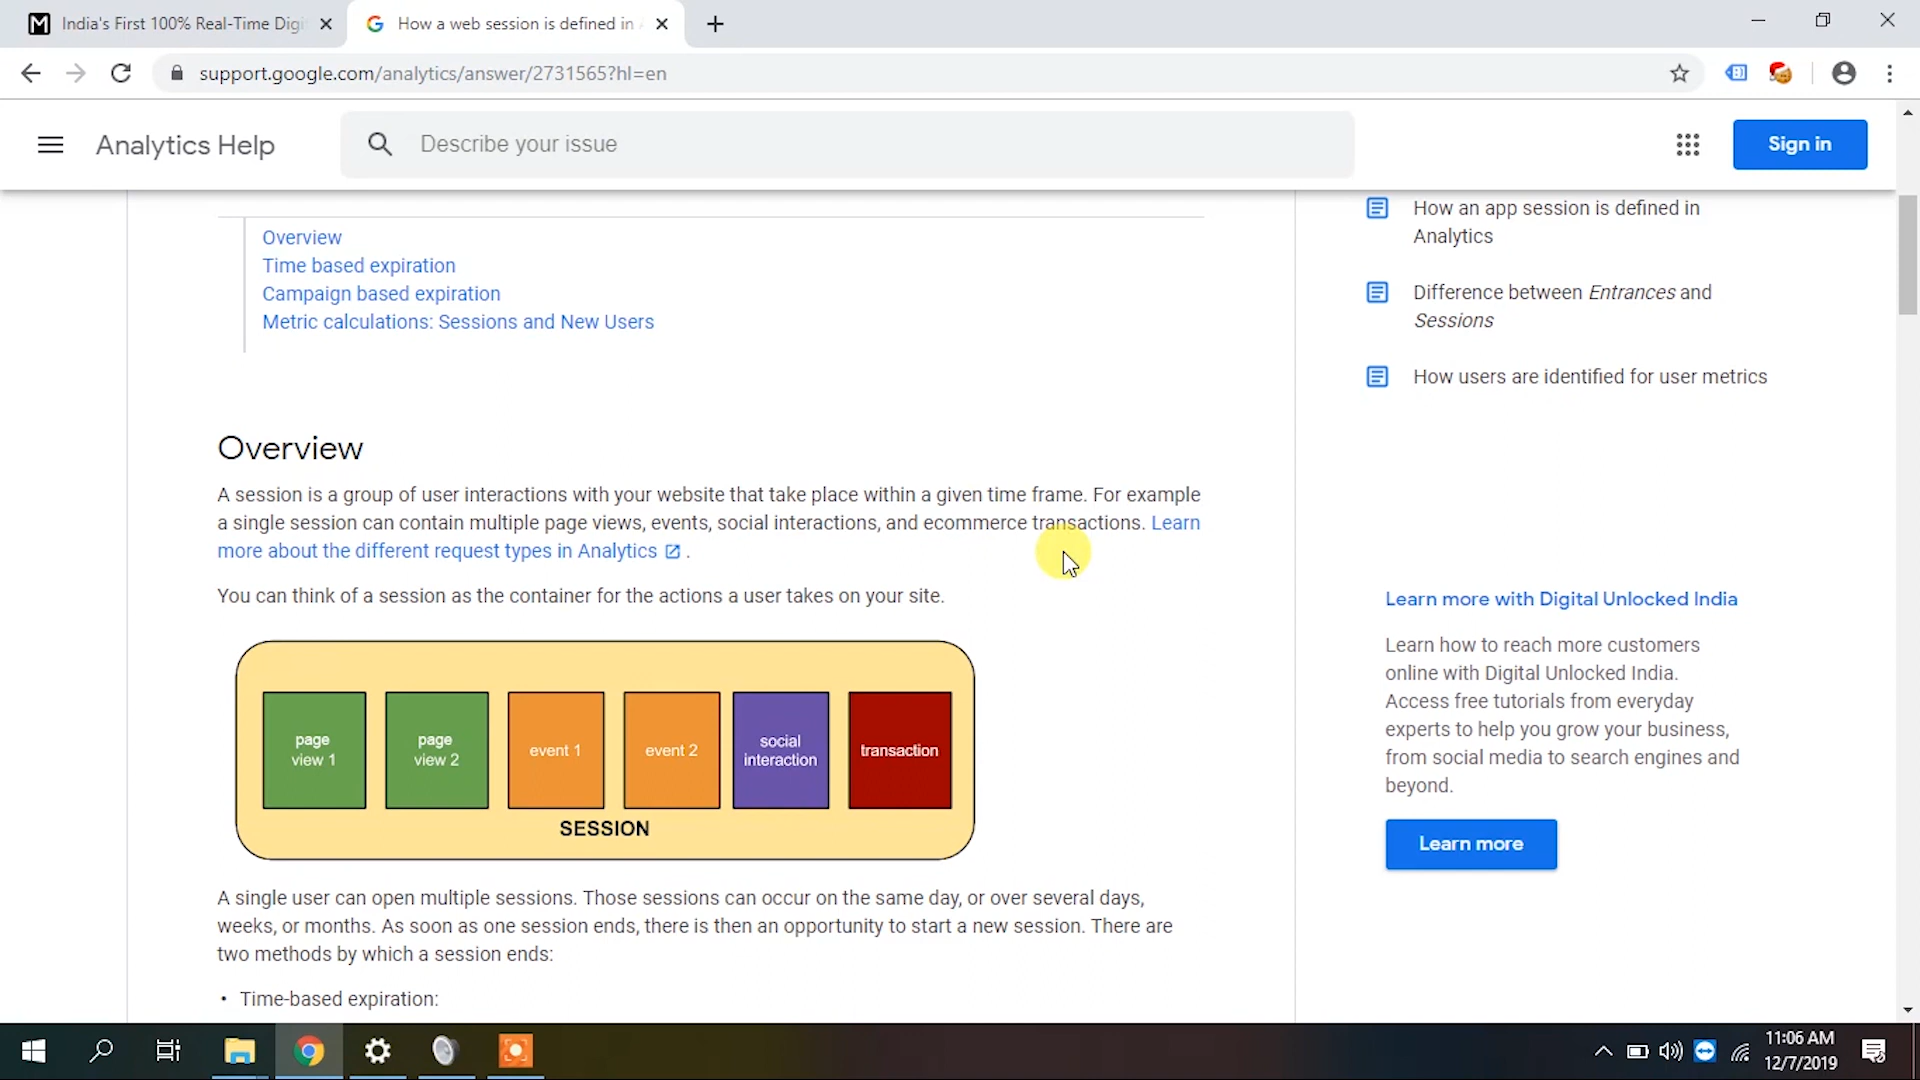 India's First 100% Real-Time Digi
How a web session is defined in
support.google.com/analytics/answer/2731565?hl=en
Analytics Help
Describe your issue
Sign in
Overview
Time based expiration
Campaign based expiration
Metric calculations: Sessions and New Users
How an app session is defined in
Analytics
Difference between Entrances and
Sessions
How users are identified for user metrics
Overview
A session is a group of user interactions with your website that take place within a given time frame. For example
a single session can contain multiple page views, events, social interactions, and ecommerce transactions. Learn
more about the different request types in Analytics .
You can think of a session as the container for the actions a user takes on your site.
page
view 1
page
view 2
event 1
event 2
social
interaction
transaction
SESSION
A single user can open multiple sessions. Those sessions can occur on the same day, or over several days,
weeks, or months. As soon as one session ends, there is then an opportunity to start a new session. There are
two methods by which a session ends:
• Time-based expiration:
Learn more with Digital Unlocked India
Learn how to reach more customers
online with Digital Unlocked India.
Access free tutorials from everyday
experts to help you grow your business,
from social media to search engines and
beyond.
Learn more
11:06 AM
12/7/2019